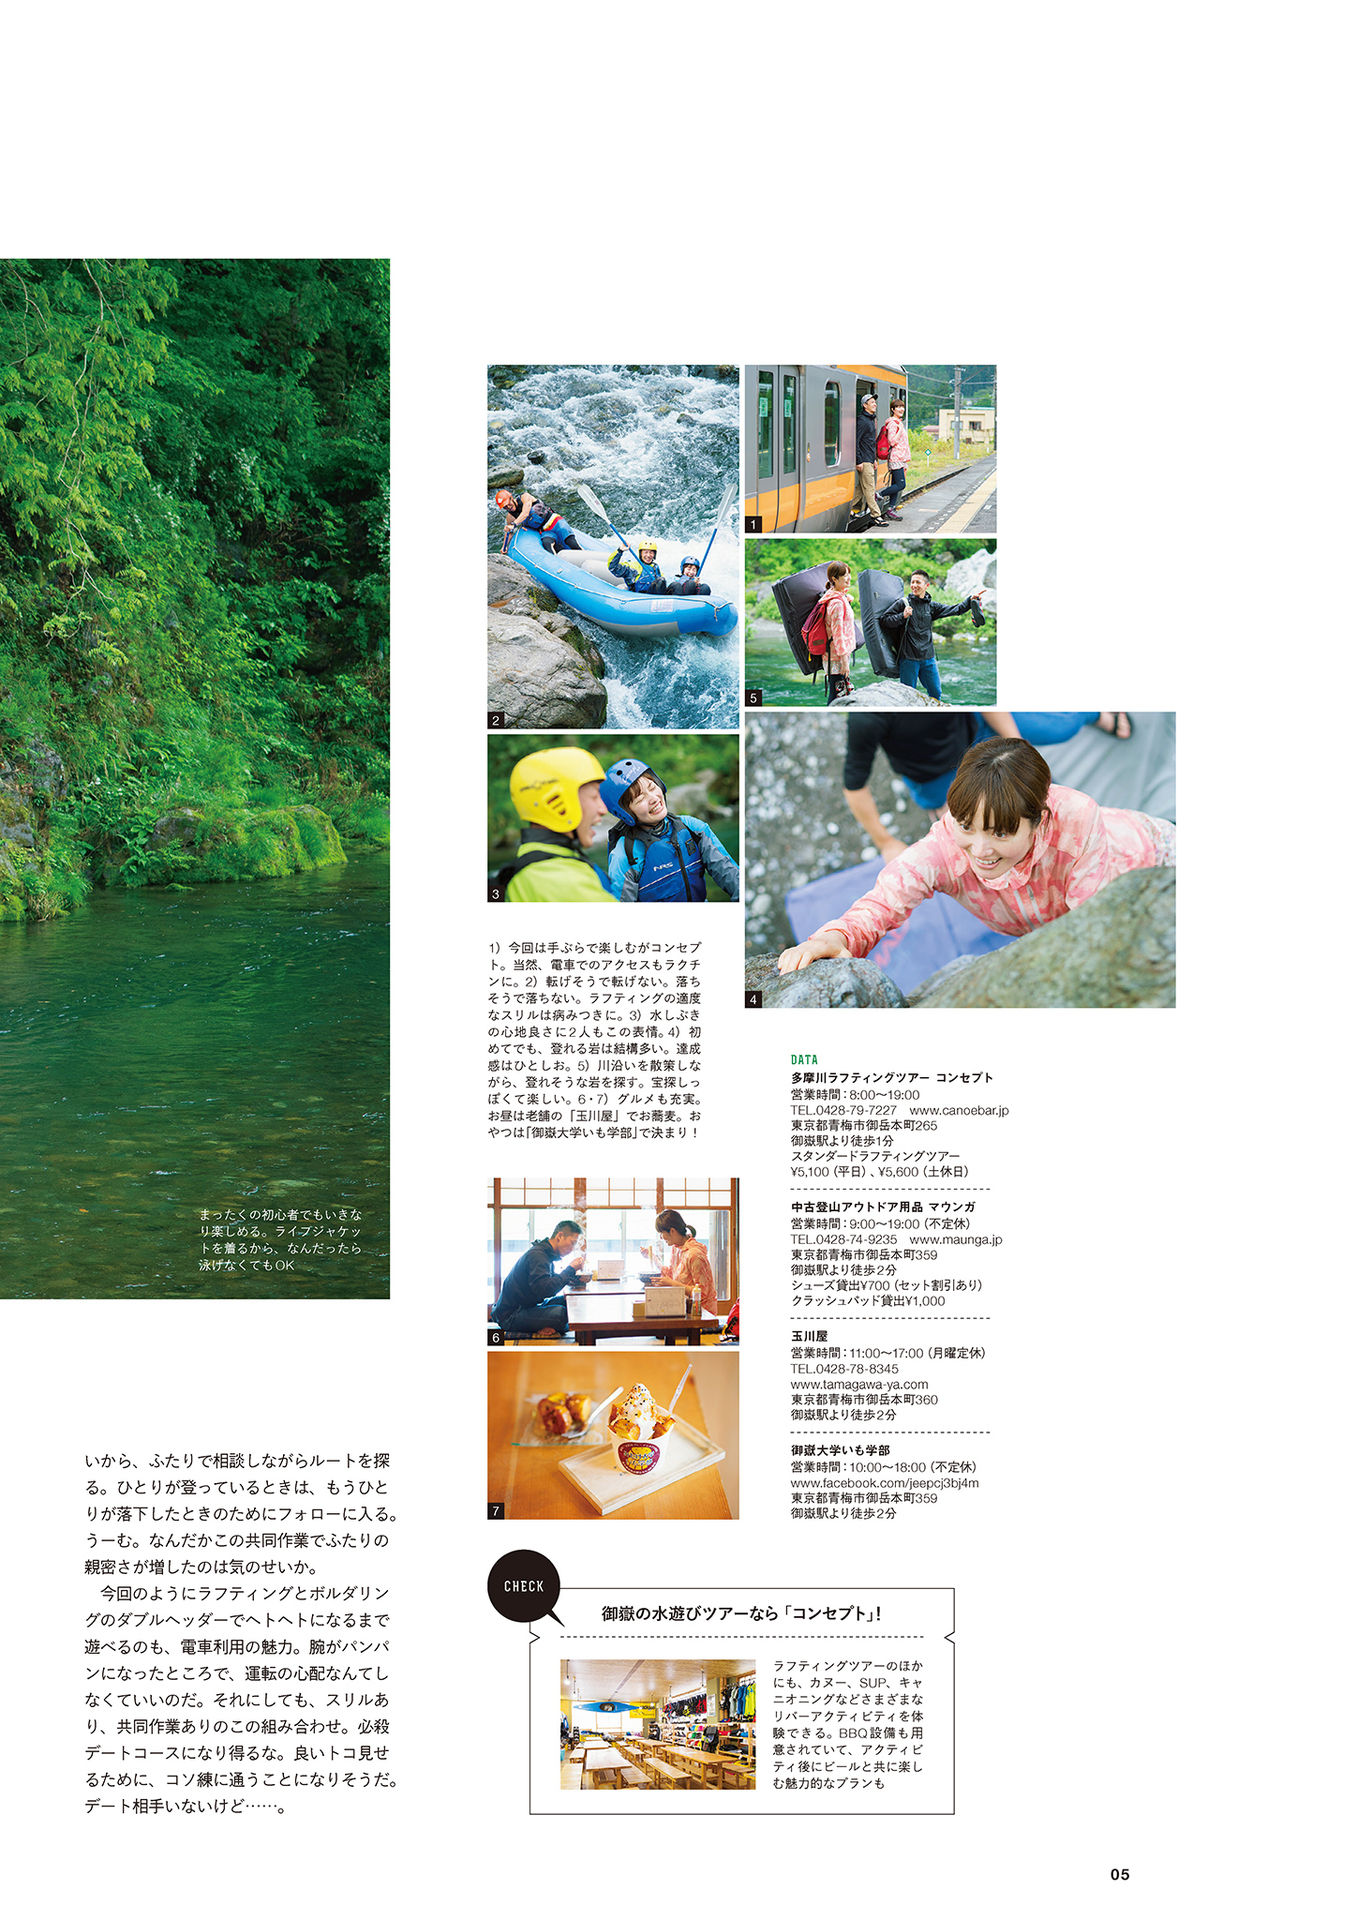 まったくの初心者でもいきな
り楽しめる。ライフジャケッ
トを着るから、なんだったら
泳げなくてもOK
いから、ふたりで相談しながらルートを探
る。ひとりが登っているときは、もうひと
りが落下したときのためにフォローに入る。
うーむ。なんだかこの共同作業でふたりの
親密さが増したのは気のせいか。
　今回のようにラフティングとボルダリン
グのダブルヘッダーでヘトヘトになるまで
遊べるのも、電車利用の魅力。腕がパンパ
ンになったところで、運転の心配なんてし
なくていいのだ。それにしても、スリルあ
り、共同作業ありのこの組み合わせ。必殺
デートコースになり得るな。良いトコ見せ
るために、コソ練に通うことになりそうだ。
デート相手いないけど……。
2
1
5
3
NRS
4
1）今回は手ぶらで楽しむがコンセプ
ト。当然、電車でのアクセスもラクチ
ンに。2）転げそうで転げない。落ち
そうで落ちない。ラフティングの適度
なスリルは病みつきに。3）水しぶき
の心地良さに2人もこの表情。4）初
めてでも、登れる岩は結構多い。達成
感はひとしお。5）川沿いを散策しな
がら、登れそうな岩を探す。宝探しっ
ぽくて楽しい。6・7）グルメも充実。
お昼は老舗の「玉川屋」でお蕎麦。お
やつは「御嶽大学いも学部」で決まり！
6
7
DATA
多摩川ラフティングツアー コンセプト
営業時間：8:00〜19:00
TEL.0428-79-7227　www.canoebar.jp
東京都青梅市御岳本町265
御嶽駅より徒歩1分
スタンダードラフティングツアー
¥5,100（平日）、¥5,600（土休日）
中古登山アウトドア用品 マウンガ
営業時間：9:00〜19:00（不定休）
TEL.0428-74-9235　www.maunga.jp
東京都青梅市御岳本町359
御嶽駅より徒歩2分
シューズ貸出¥700（セット割引あり）
クラッシュパッド貸出¥1,000
玉川屋
営業時間：11:00〜17:00（月曜定休）
TEL.0428-78-8345
www.tamagawa-ya.com
東京都青梅市御岳本町360
御嶽駅より徒歩2分
御嶽大学いも学部
営業時間：10:00〜18:00（不定休）
www.facebook.com/jeepcj3bj4m
東京都青梅市御岳本町359
御嶽駅より徒歩2分
CHECK
御嶽の水遊びツアーなら「コンセプト」！
ラフティングツアーのほか
にも、カヌー、SUP、キャ
ニオニングなどさまざまな
リバーアクティビティを体
験できる。BBQ設備も用
意されていて、アクティビ
ティ後にビールと共に楽し
む魅力的なプランも
05